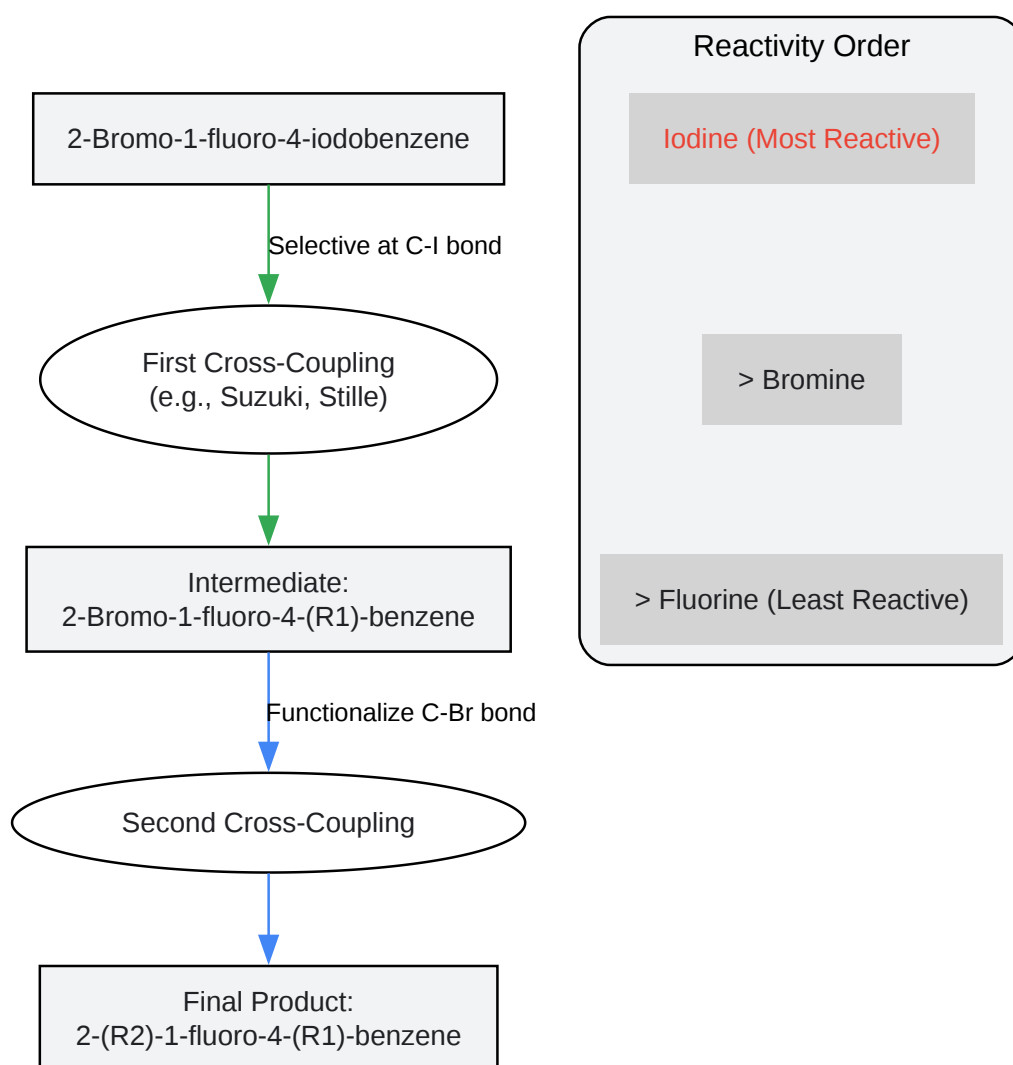 2-Bromo-1-fluoro-4-iodobenzene
Selective at C-I bond
First Cross-Coupling
(e.g., Suzuki, Stille)
Intermediate:
2-Bromo-1-fluoro-4-(R1)-benzene
Functionalize C-Br bond
Second Cross-Coupling
Final Product:
2-(R2)-1-fluoro-4-(R1)-benzene
Reactivity Order
Iodine (Most Reactive)
> Bromine
> Fluorine (Least Reactive)